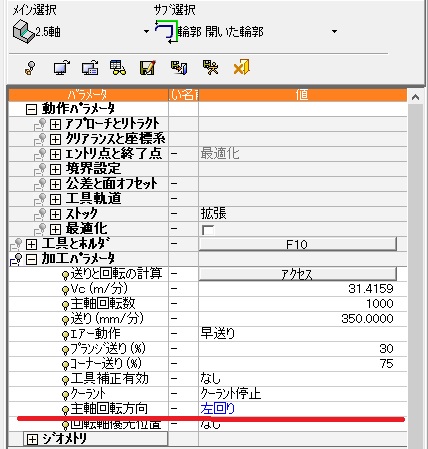 メイン選択 サブ選択
2.5軸 輪郭 開いた輪郭
パラメータ い名前 値
動作パラメータ
アプローチとリトラクト
クリアランスと座標系
エントリ点と終了点 - 最適化
境界設定
公差と面オフセット -
工具軌道 -
ストック - 拡張
最適化 -
工具とホルダ - F10
加工パラメータ
送りと回転の計算 - アクセス
Vc (m/分) - 31.4159
主軸回転数 - 1000
送り(mm/分) - 350.0000
エアー動作 - 早送り
プランジ送り(%) - 30
コーナー送り(%) - 75
工具補正有効 - なし
クーラント - クーラント停止
主軸回転方向 - 左回り
回転軸優先位置 - なし
ジオメトリ